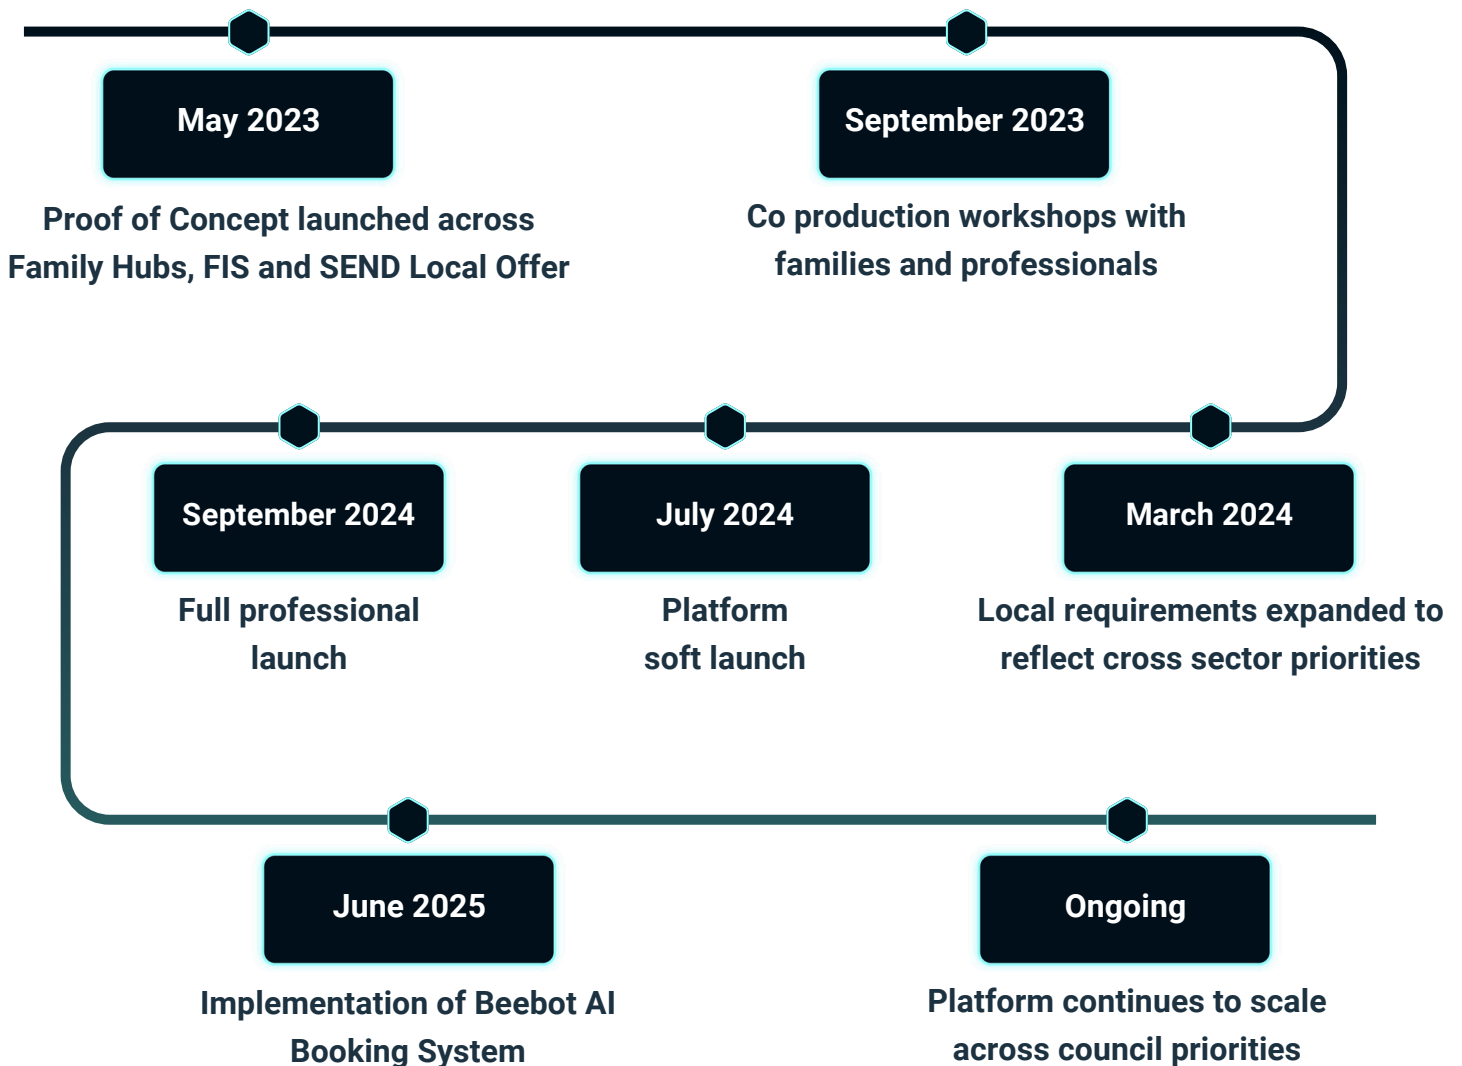 May 2023
Proof of Concept launched across
Family Hubs, FIS and SEND Local Offer
September 2023
Co production workshops with
families and professionals
March 2024
Local requirements expanded to
reflect cross sector priorities
July 2024
Platform
soft launch
September 2024
Full professional
launch
June 2025
Implementation of Beebot AI
Booking System
Ongoing
Platform continues to scale
across council priorities